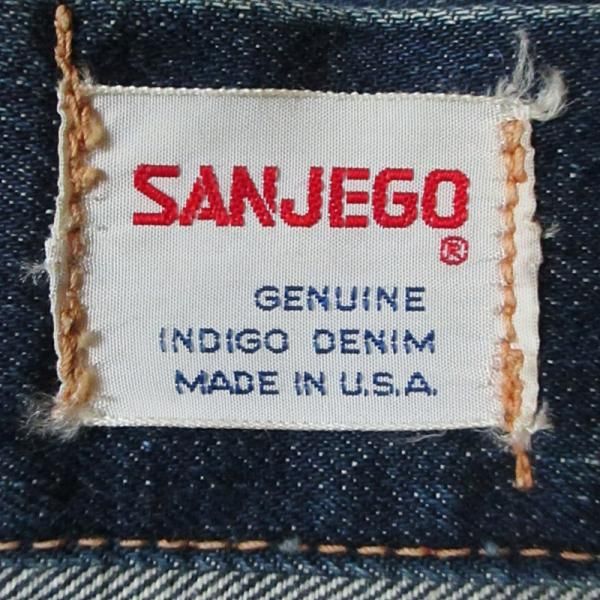 SANJEGO
®
GENUINE
INDIGO DENIM
MADE IN U.S.A.